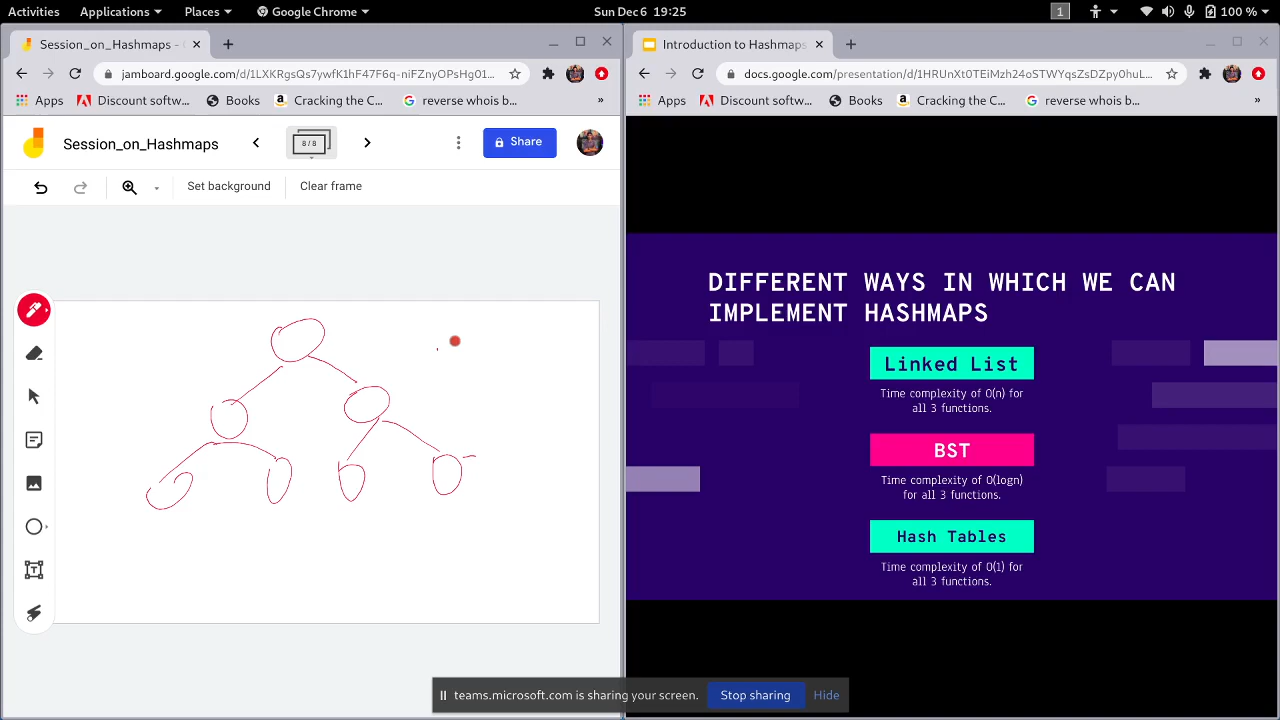 Activities
Applications
Places
Google Chrome
Sun Dec 6 19:25
1
100 %
Session_on_Hashmaps - 
Introduction to Hashmaps
jamboard.google.com/d/1LXKRgsQs7ywfK1hF47F6q-niFZnyOPsHg01...
docs.google.com/presentation/d/1HRUnXt0TEiMzh24oSTWYqsZsDZpy0huL...
Apps
Discount softw...
Books
Cracking the C...
reverse whois b...
»
Apps
Discount softw...
Books
Cracking the C...
reverse whois b...
»
Session_on_Hashmaps
8/8
Share
Set background
Clear frame
DIFFERENT WAYS IN WHICH WE CAN
IMPLEMENT HASHMAPS
Linked List
Time complexity of O(n) for
all 3 functions.
BST
Time complexity of O(logn)
for all 3 functions.
Hash Tables
Time complexity of O(1) for
all 3 functions.
teams.microsoft.com is sharing your screen.
Stop sharing
Hide